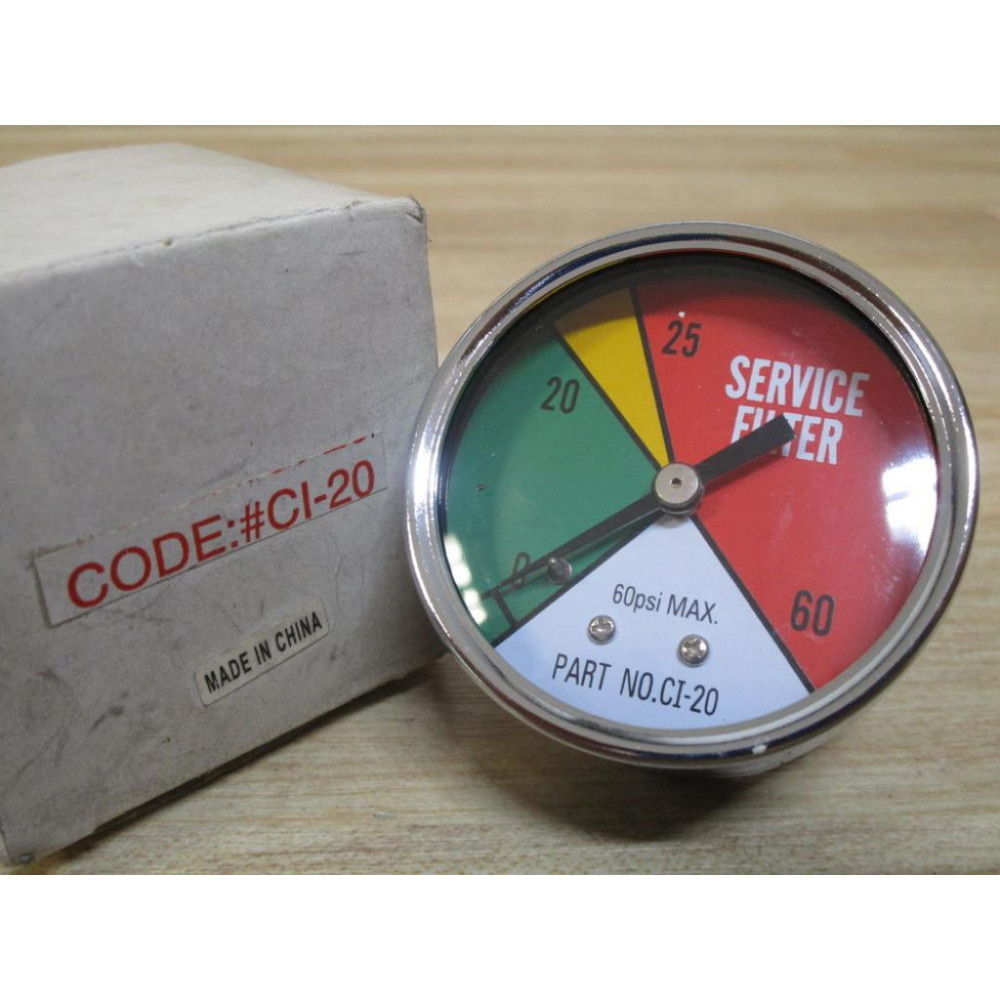 CODE:#CI-20
MADE IN CHINA
20
25
SERVICE
FILTER
0
60
60psi MAX.
PART NO.CI-20